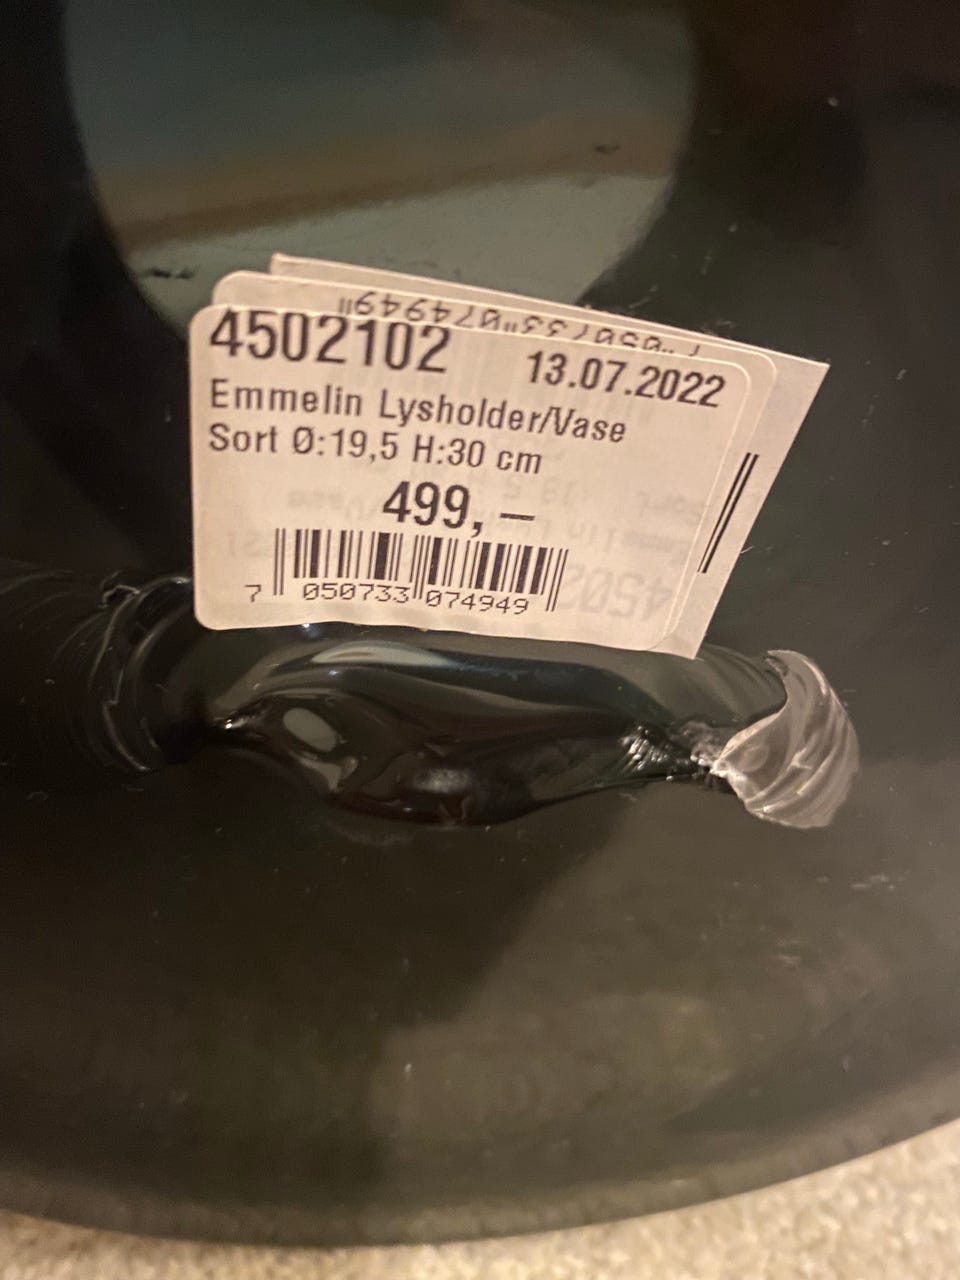 4502102 13.07.2022
Emmelin Lysholder/Vase
Sort Ø:19,5 H:30 cm
499,–
7 050733 074949